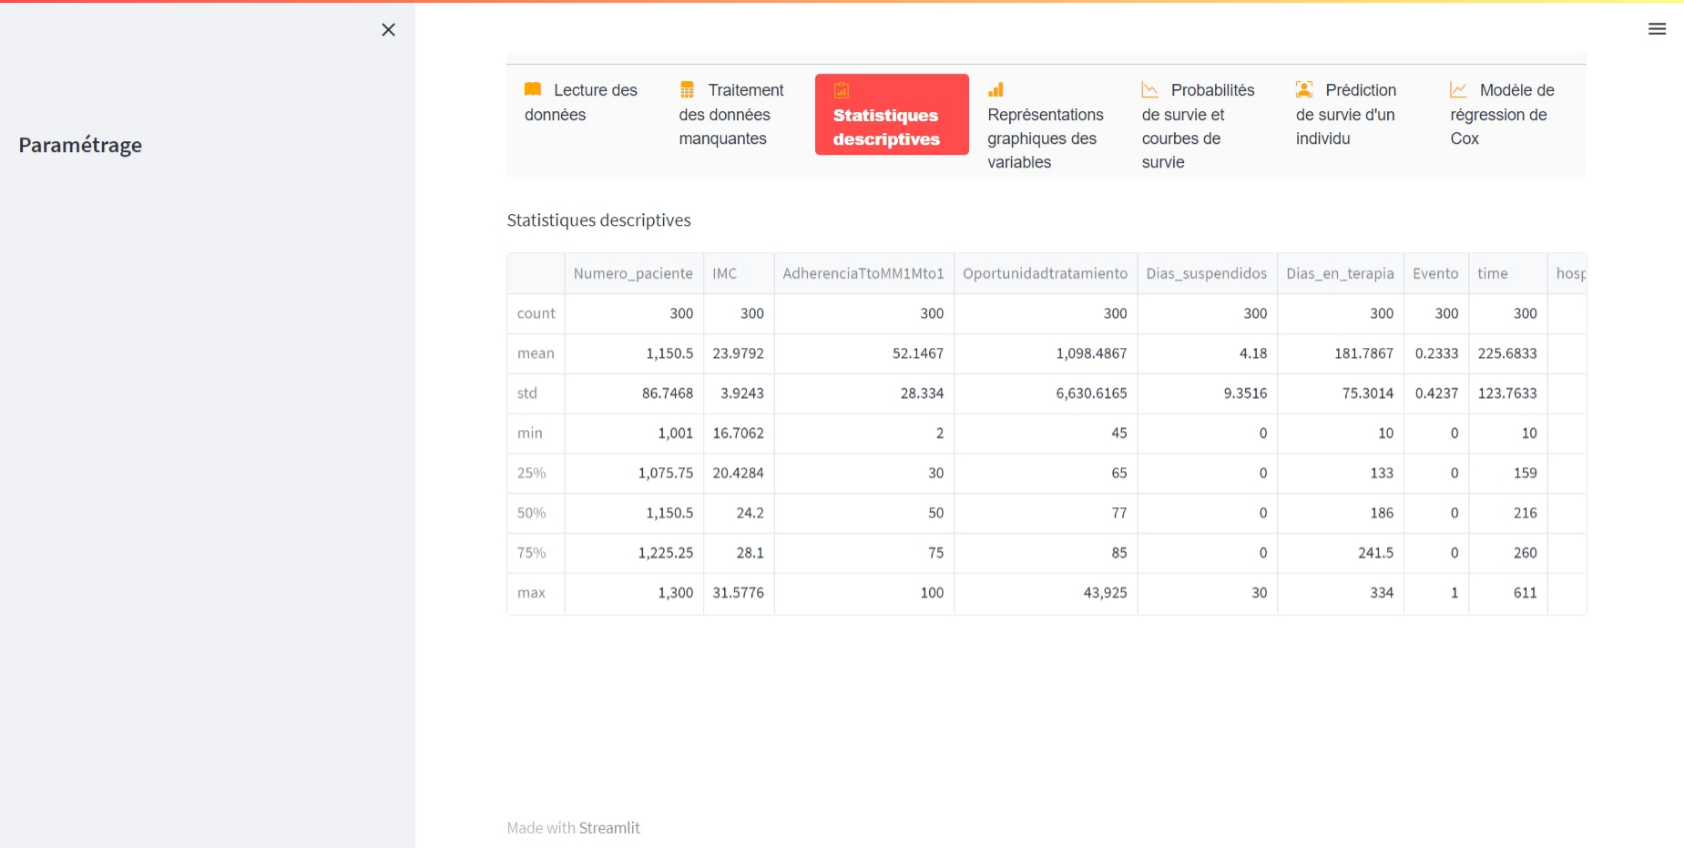 Paramétrage
Lecture des
données
Traitement
des données
manquantes
Statistiques
descriptives
Représentations
graphiques des
variables
Probabilités
de survie et
courbes de
survie
Prédiction
de survie d'un
individu
Modèle de
régression de
Cox
Statistiques descriptives
Numero_paciente IMC AdherenciaTtoMM1Mto1 Oportunidadtratamiento Dias_suspendidos Dias_en_terapia Evento time hosp
count 300 300 300 300 300 300 300 300
mean 1,150.5 23.9792 52.1467 1,098.4867 4.18 181.7867 0.2333 225.6833
std 86.7468 3.9243 28.334 6,630.6165 9.3516 75.3014 0.4237 123.7633
min 1,001 16.7062 2 45 0 10 0 10
25% 1,075.75 20.4284 30 65 0 133 0 159
50% 1,150.5 24.2 50 77 0 186 0 216
75% 1,225.25 28.1 75 85 0 241.5 0 260
max 1,300 31.5776 100 43,925 30 334 1 611
Made with Streamlit